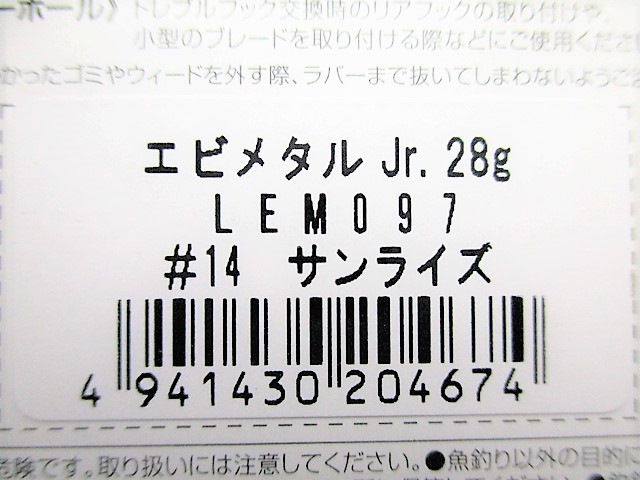 ーホール》 トレブルフック交換時のリアフックの取り付けや、
小型のブレードを取り付ける際などにご使用くださ
かったゴミやウィードを外す際、ラバーまで抜いてしまわないようご
エビメタル Jr. 28g
LEM097
#14 サンライズ
4 941430 204674
危険です。取り扱いには注意してください。 ●魚釣り以外の目的に